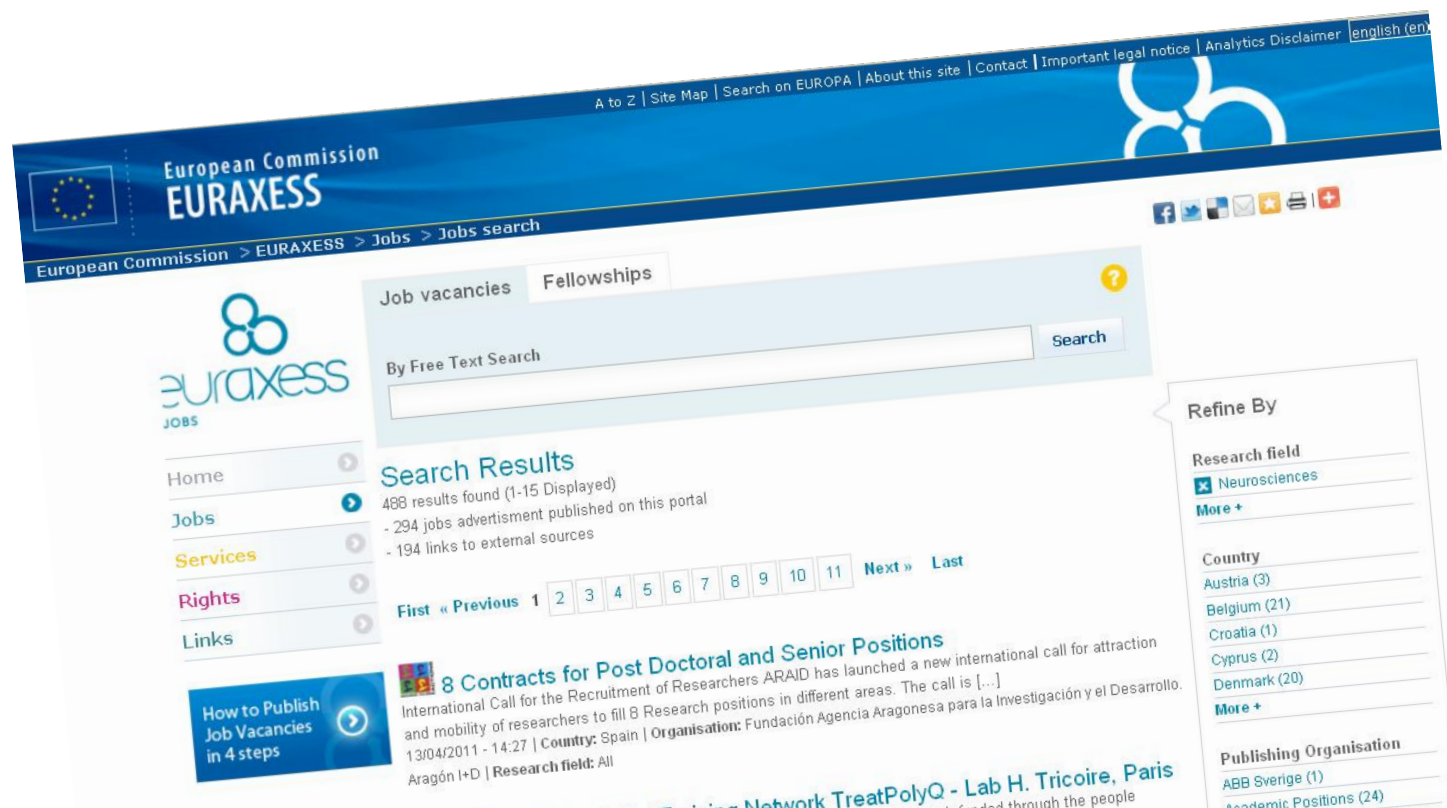 A to Z | Site Map | Search on EUROPA | About this site | Contact | Important legal notice | Analytics Disclaimer english (en)
European Commission
EURAXESS
European Commission > EURAXESS > Jobs > Jobs search
euraxess
JOBS
Home
Jobs
Services
Rights
Links
How to Publish
Job Vacancies
in 4 steps
Job vacancies Fellowships
?
By Free Text Search
Search
Search Results
488 results found (1-15 Displayed)
- 294 jobs advertisment published on this portal
- 194 links to external sources
First « Previous 1 2 3 4 5 6 7 8 9 10 11 Next » Last
8 Contracts for Post Doctoral and Senior Positions
International Call for the Recruitment of Researchers ARAID has launched a new international call for attraction
and mobility of researchers to fill 8 Research positions in different areas. The call is [...]
13/04/2011 - 14:27 | Country: Spain | Organisation: Fundación Agencia Aragonesa para la Investigación y el Desarrollo.
Aragón I+D | Research field: All
Network TreatPolyQ - Lab H. Tricoire, Paris
through the people
Refine By
Research field
Neurosciences
More +
Country
Austria (3)
Belgium (21)
Croatia (1)
Cyprus (2)
Denmark (20)
More +
Publishing Organisation
ABB Sverige (1)
Academic Positions (24)